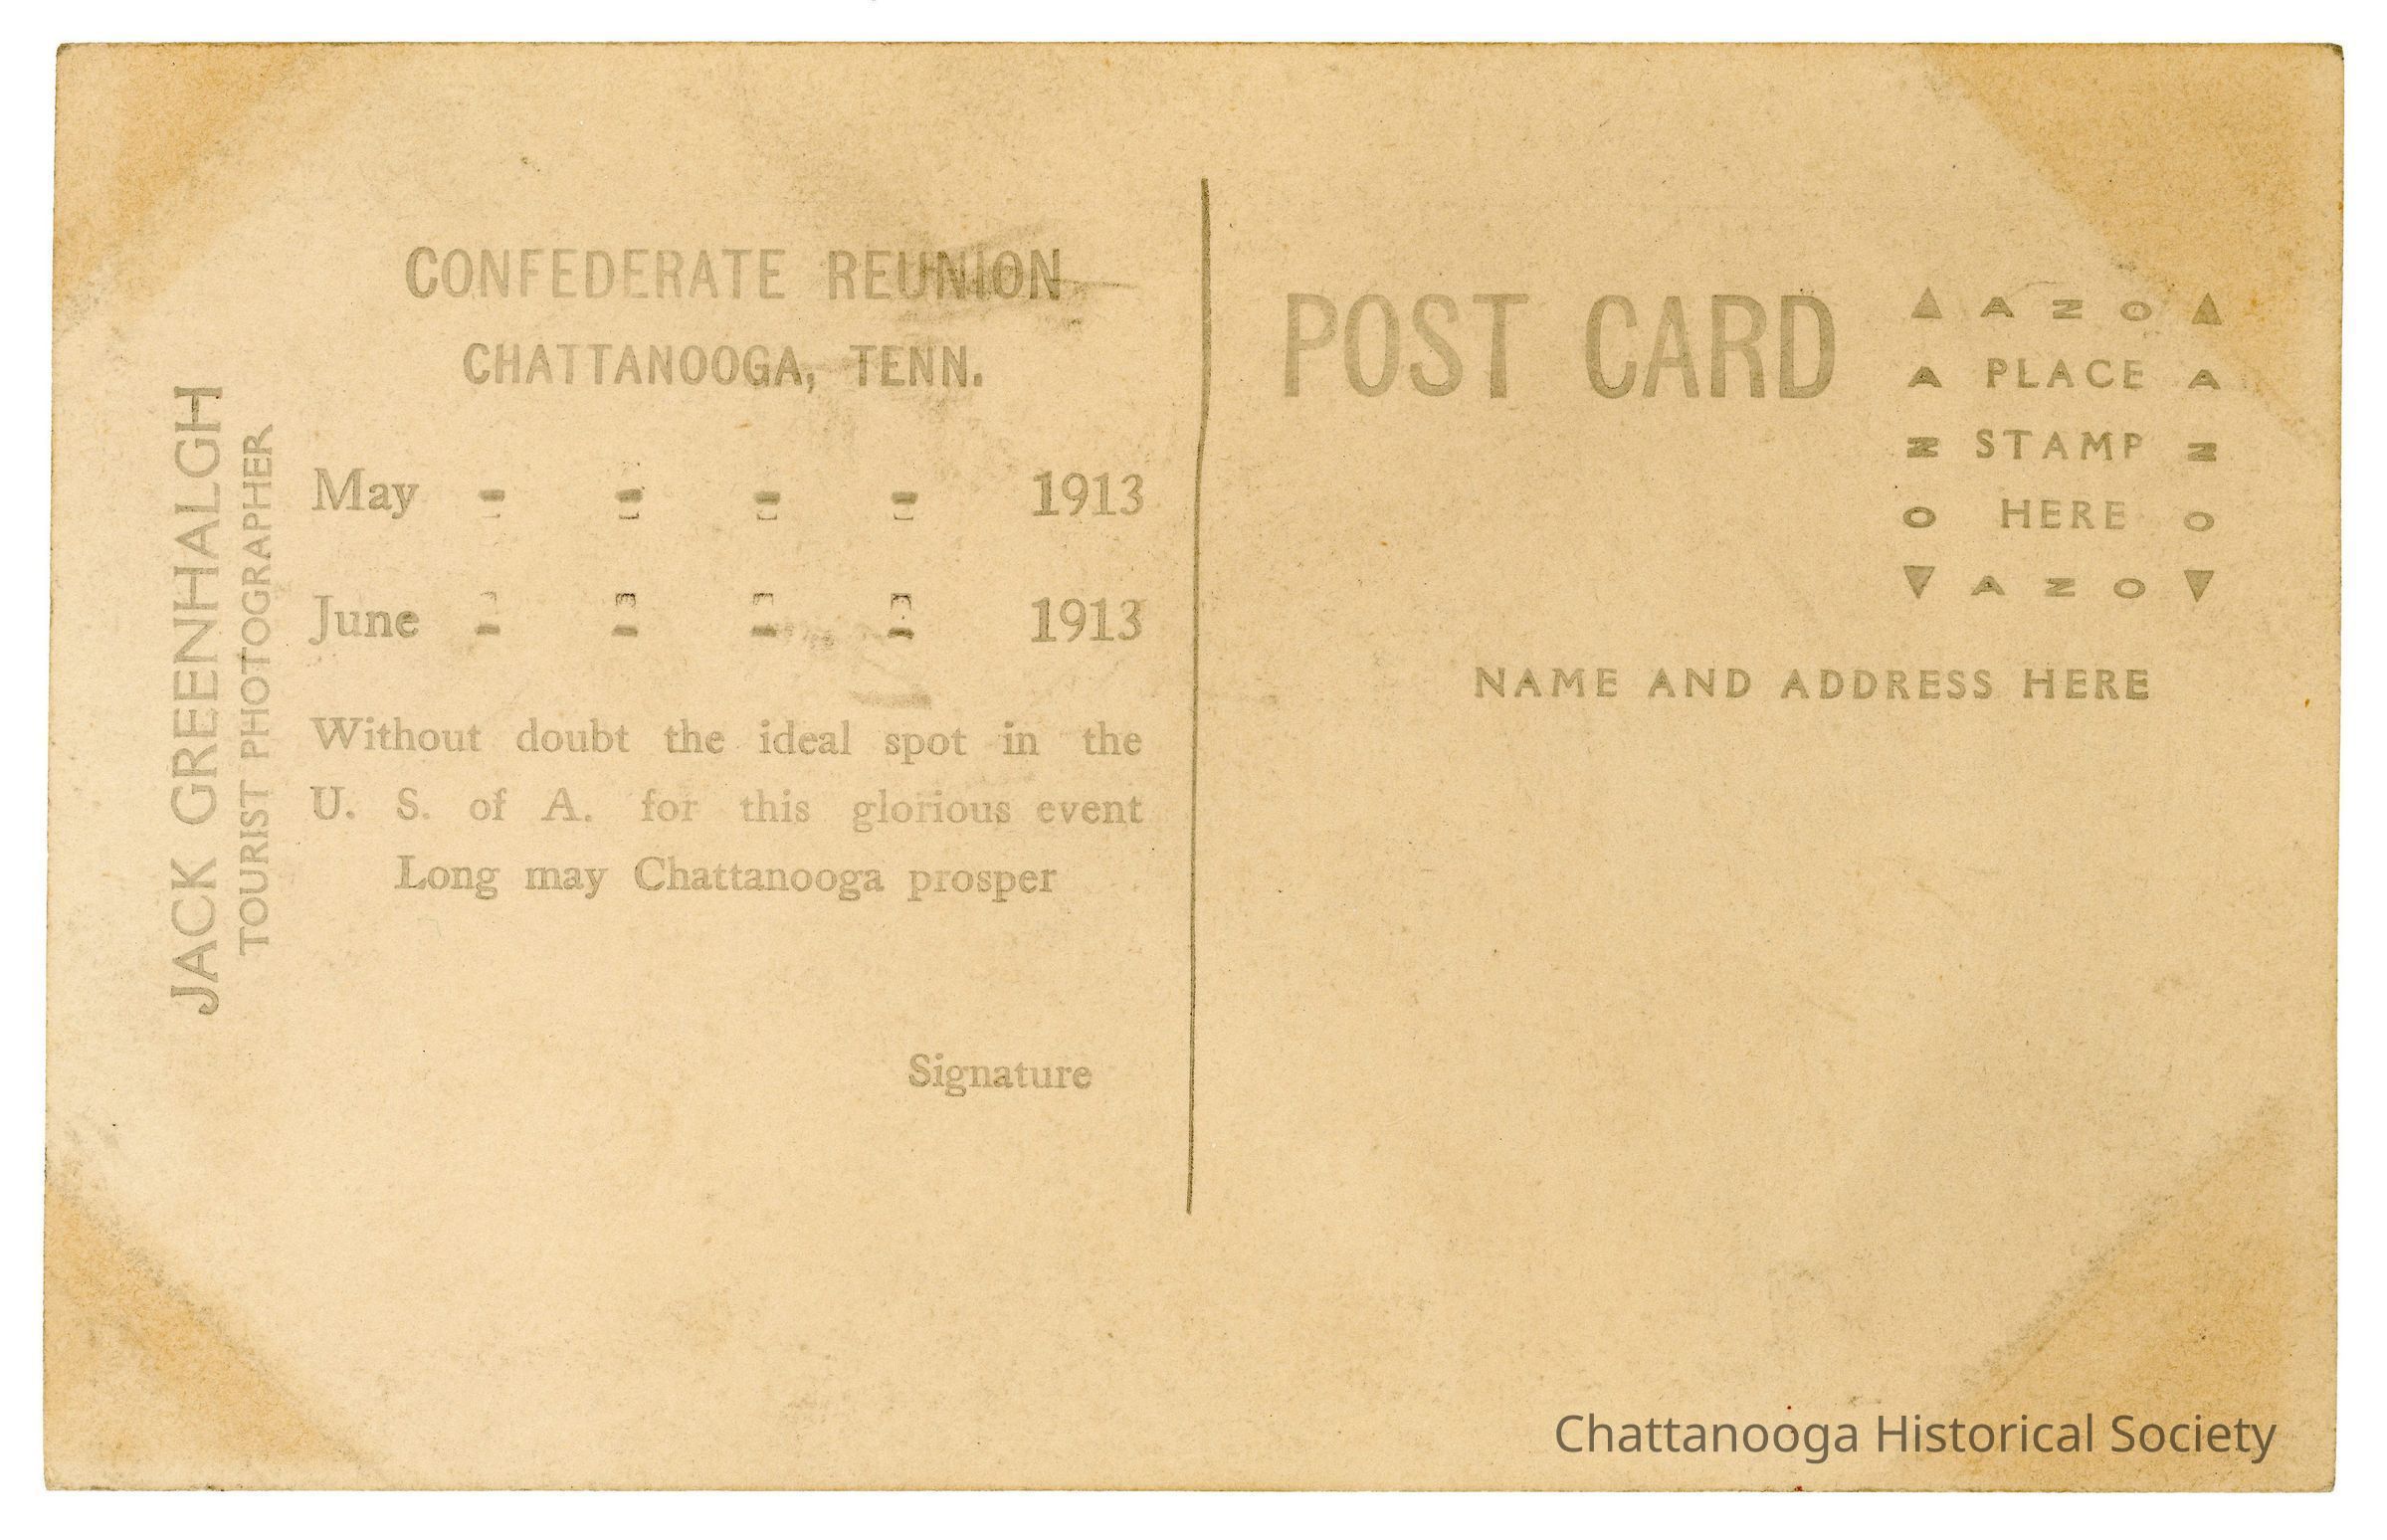 JACK GREENHALGH
TOURIST PHOTOGRAPHER
CONFEDERATE REUNION
CHATTANOOGA, TENN.
May - - - - 1913
June - - - - 1913
Without doubt the ideal spot in the
U. S. of A. for this glorious event
Long may Chattanooga prosper
Signature
POST CARD
▲ AZO ▲
A PLACE A
N STAMP N
O HERE O
▼ AZO ▼
NAME AND ADDRESS HERE
Chattanooga Historical Society